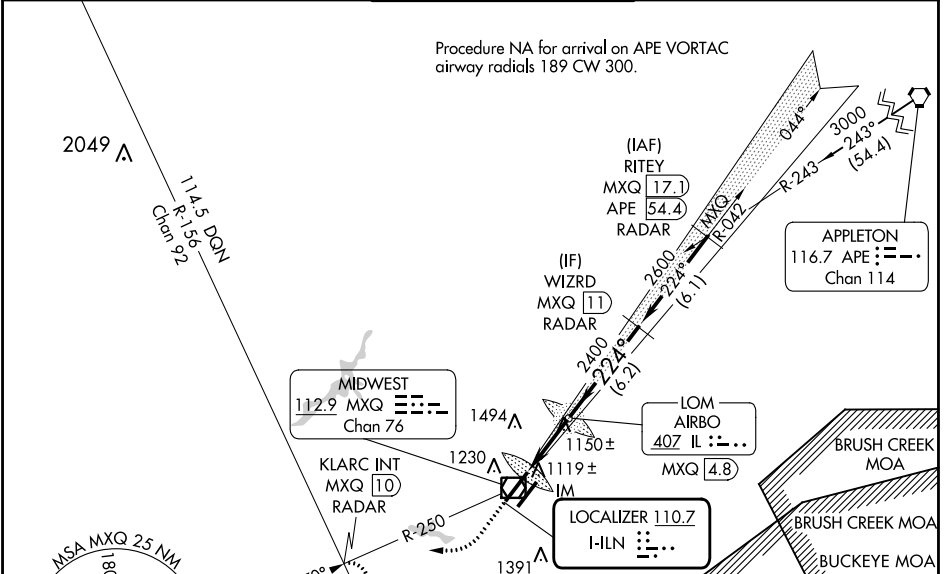 Procedure NA for arrival on APE VORTAC
airway radials 189 CW 300.
2049
114.5 DQN
R-156
Chan 92
(IAF)
RITEY
MXQ 17.1
APE 54.4
RADAR
044°
3000
243°
(54.4)
R-243
MXQ
R-042
APPLETON
116.7 APE
Chan 114
(IF)
WIZRD
MXQ 11
RADAR
2600
224°
(6.1)
2400
224°
(6.2)
MIDWEST
112.9 MXQ
Chan 76
1494
1150±
LOM
AIRBO
407 IL
MXQ 4.8
1230
1119±
IM
KLARC INT
MXQ 10
RADAR
R-250
LOCALIZER 110.7
I-ILN
1391
BRUSH CREEK
MOA
BRUSH CREEK MOA
BUCKEYE MOA
MSA MXQ 25 NM